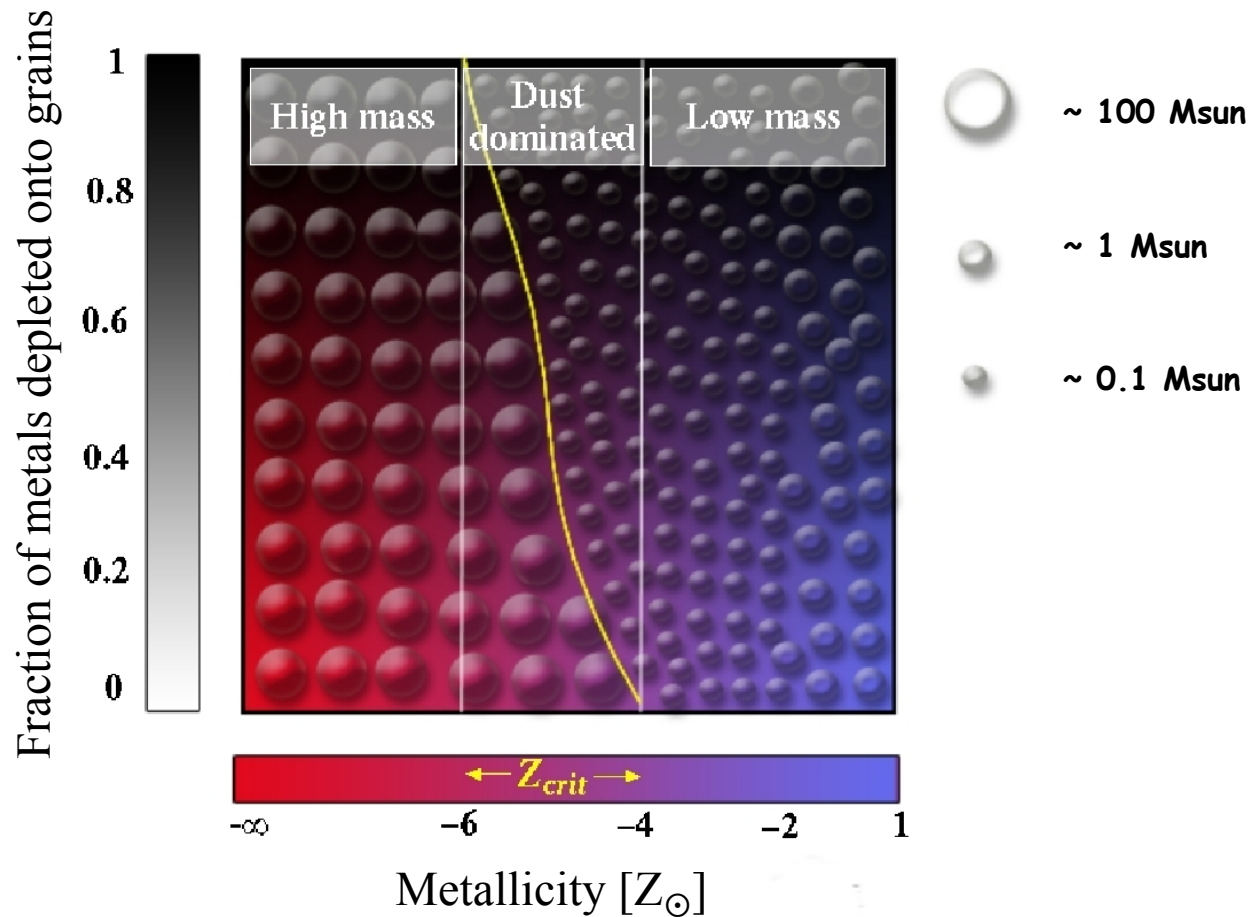 Fraction of metals depleted onto grains
1
0.8
0.6
0.4
0.2
0
High mass
Dust
dominated
Low mass
~ 100 Msun
~ 1 Msun
~ 0.1 Msun
Z_crit
-∞
-6
-4
-2
1
Metallicity [Z⊙]